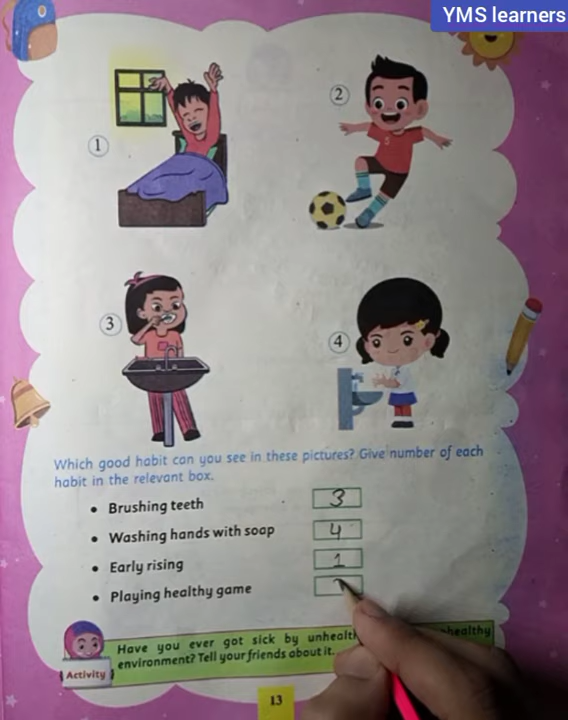 YMS learners
1
2
3
4
Which good habit can you see in these pictures? Give number of each
habit in the relevant box.
• Brushing teeth 3
• Washing hands with soap 4
• Early rising 1
• Playing healthy game
Have you ever got sick by
environment? Tell your friends about it.
Activity
13